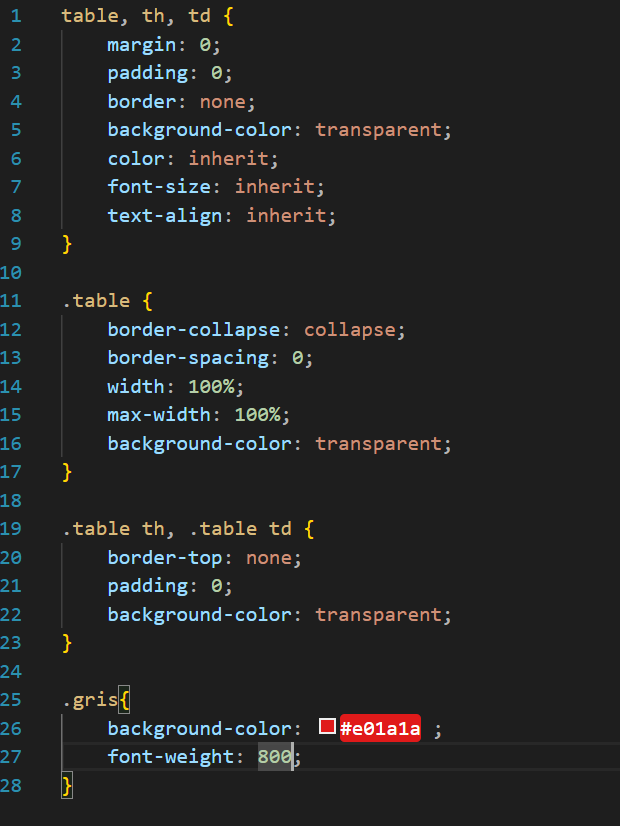 1 table, th, td {
2     margin: 0;
3     padding: 0;
4     border: none;
5     background-color: transparent;
6     color: inherit;
7     font-size: inherit;
8     text-align: inherit;
9 }
10
11 .table {
12     border-collapse: collapse;
13     border-spacing: 0;
14     width: 100%;
15     max-width: 100%;
16     background-color: transparent;
17 }
18
19 .table th, .table td {
20     border-top: none;
21     padding: 0;
22     background-color: transparent;
23 }
24
25 .gris{
26     background-color: #e01a1a ;
27     font-weight: 800;
28 }